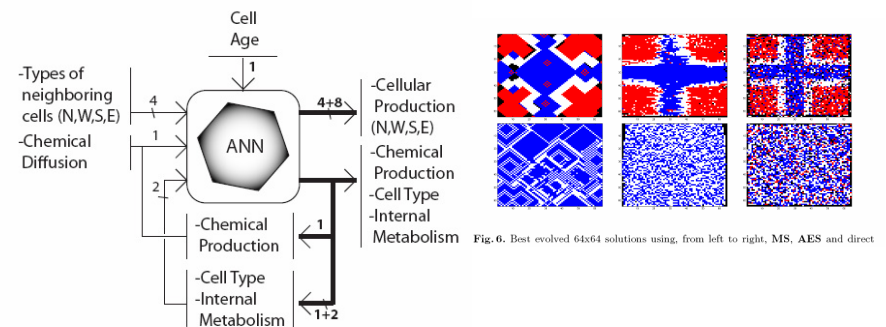 Cell
Age
1
-Types of
neighboring
cells (N,W,S,E)
-Chemical
Diffusion
4
1
2
ANN
4+8
-Cellular
Production
(N,W,S,E)
-Chemical
Production
-Cell Type
-Internal
Metabolism
-Chemical
Production
1
-Cell Type
-Internal
Metabolism
1+2
Fig. 6. Best evolved 64x64 solutions using, from left to right, MS, AES and direct